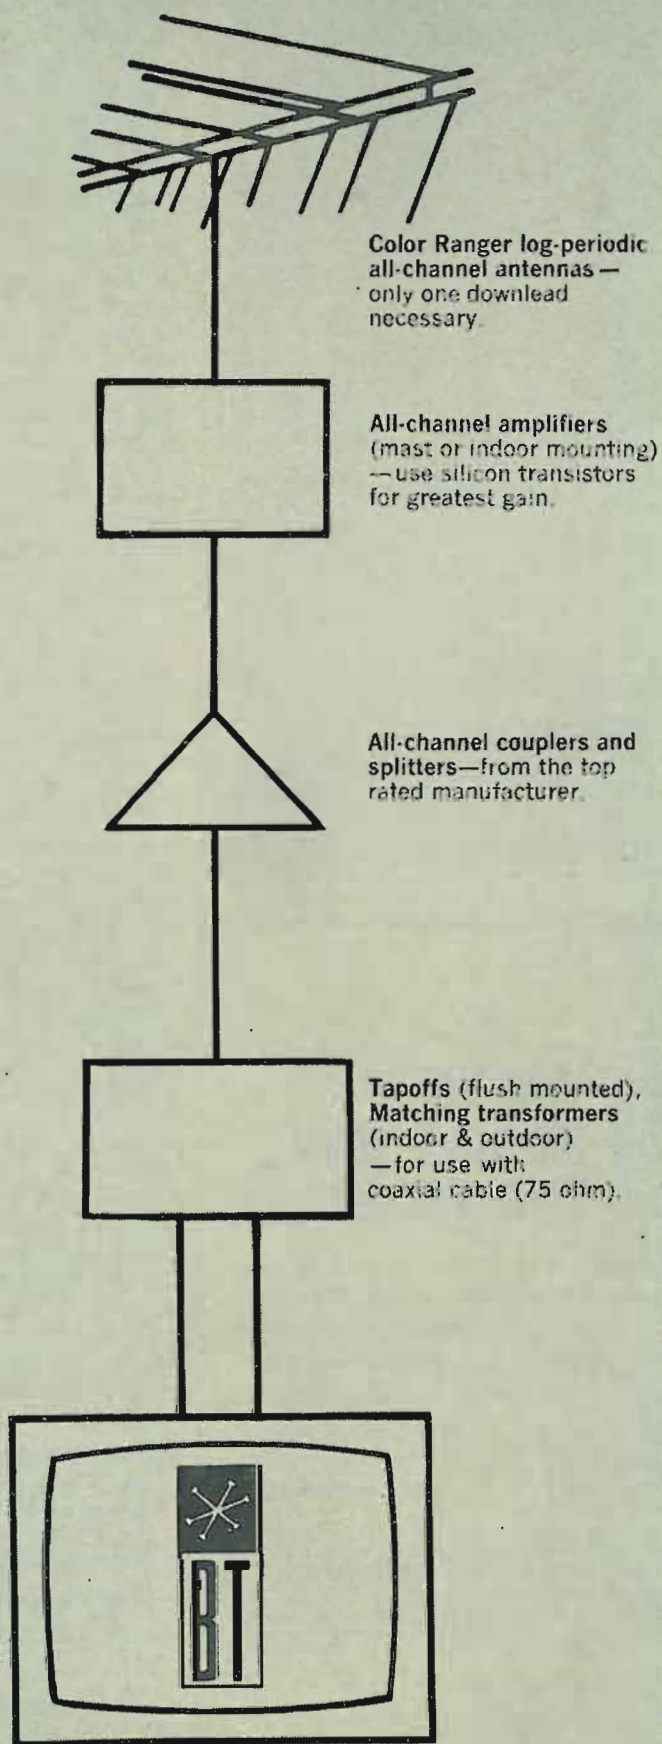 Color Ranger log-periodic
all-channel antennas —
only one downlead
necessary.
All-channel amplifiers
(mast or indoor mounting)
—use silicon transistors
for greatest gain.
All-channel couplers and
splitters—from the top
rated manufacturer.
Tapoffs (flush mounted),
Matching transformers
(indoor & outdoor)
—for use with
coaxial cable (75 ohm).
BT